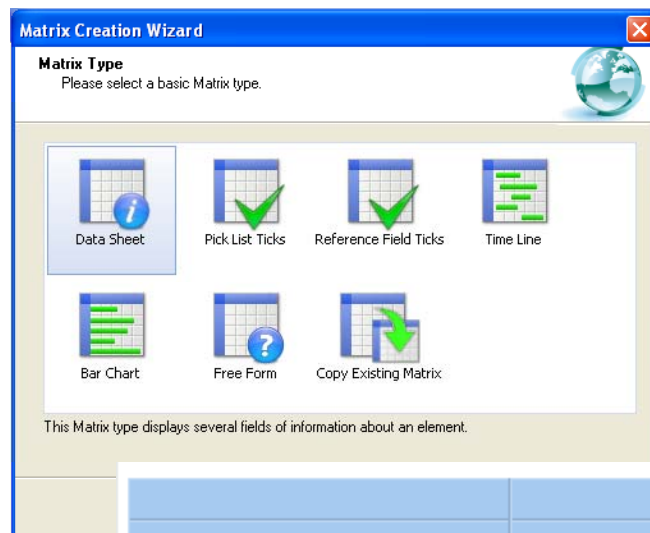 Matrix Creation Wizard
Matrix Type
Please select a basic Matrix type.
Data Sheet
Pick List Ticks
Reference Field Ticks
Time Line
Bar Chart
Free Form
Copy Existing Matrix
This Matrix type displays several fields of information about an element.